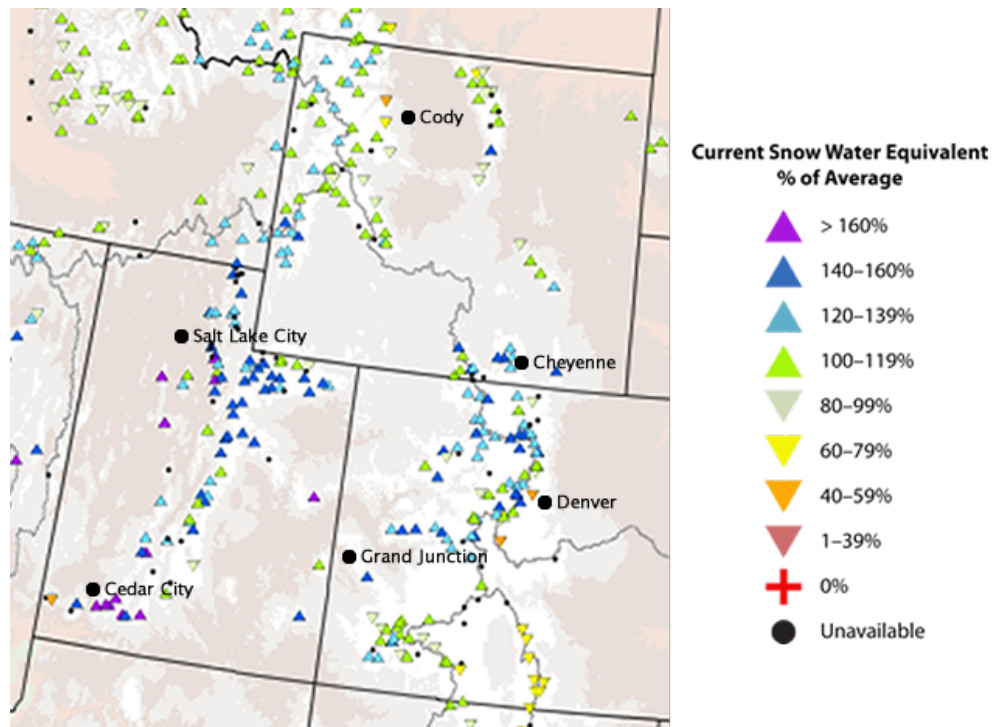 Cody
Salt Lake City
Cheyenne
Denver
Grand Junction
Cedar City
Current Snow Water Equivalent
% of Average
> 160%
140–160%
120–139%
100–119%
80–99%
60–79%
40–59%
1–39%
0%
Unavailable